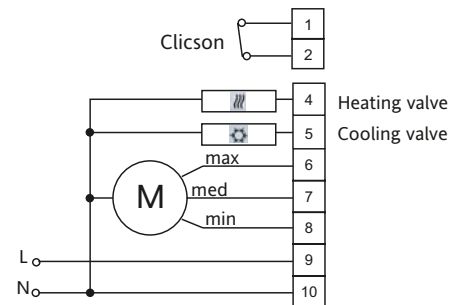 1
Clicson
2
4 Heating valve
5 Cooling valve
max 6
M med 7
min 8
L 9
N 10